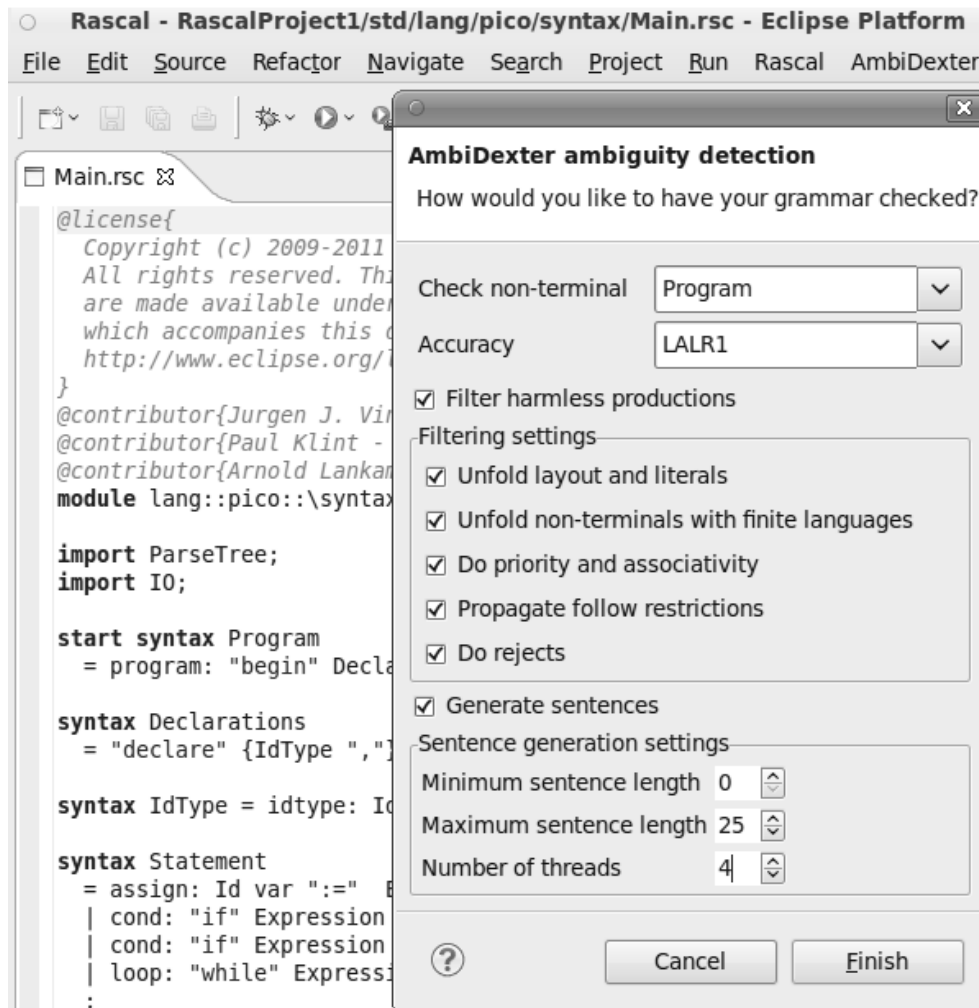 Rascal - RascalProject1/std/lang/pico/syntax/Main.rsc - Eclipse Platform
File Edit Source Refactor Navigate Search Project Run Rascal AmbiDexter
Main.rsc
@license{
Copyright (c) 2009-2011
All rights reserved. Thi
are made available under
which accompanies this c
http://www.eclipse.org/l
}
@contributor{Jurgen J. Vin
@contributor{Paul Klint -
@contributor{Arnold Lankam
module lang::pico::\syntax
import ParseTree;
import IO;
start syntax Program
= program: "begin" Decla
syntax Declarations
= "declare" {IdType ","}
syntax IdType = idtype: Id
syntax Statement
= assign: Id var ":=" E
| cond: "if" Expression
| cond: "if" Expression
| loop: "while" Expressi
;
AmbiDexter ambiguity detection
How would you like to have your grammar checked?
Check non-terminal Program
Accuracy LALR1
Filter harmless productions
Filtering settings
Unfold layout and literals
Unfold non-terminals with finite languages
Do priority and associativity
Propagate follow restrictions
Do rejects
Generate sentences
Sentence generation settings
Minimum sentence length 0
Maximum sentence length 25
Number of threads 4
? Cancel Finish